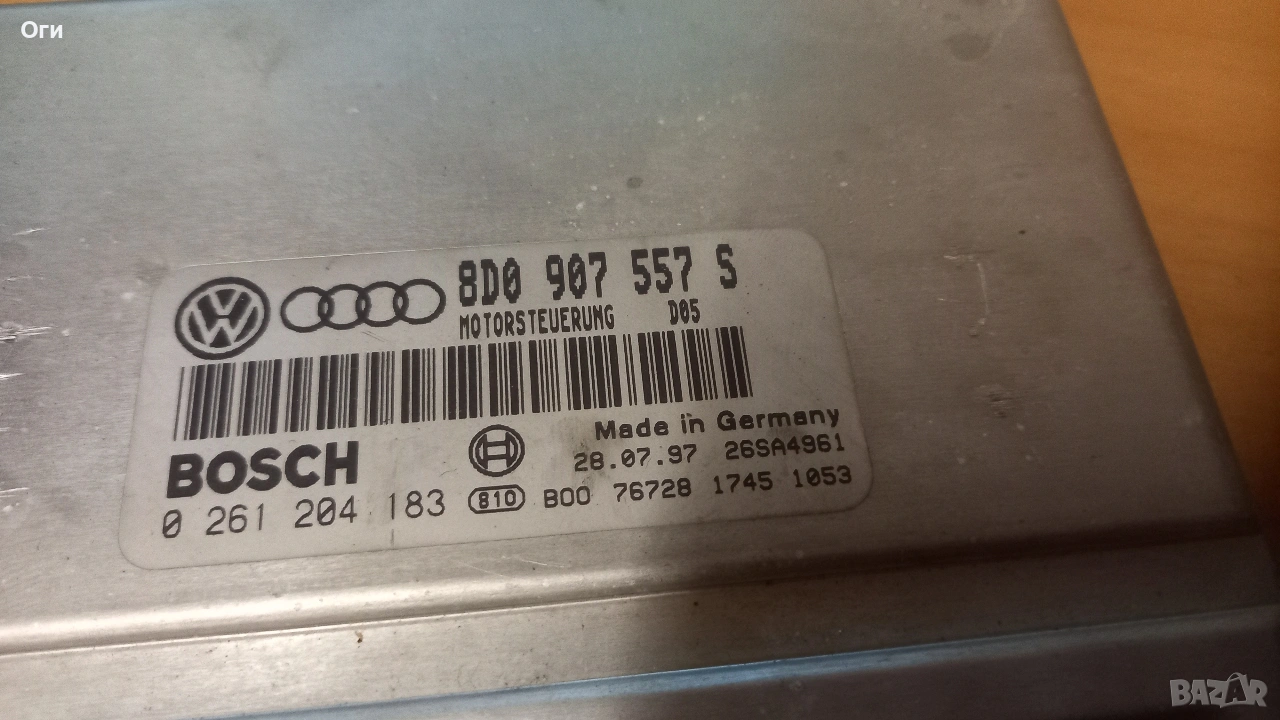 Оги
8D0 907 557 S
MOTORSTEUERUNG D05
Made in Germany
BOSCH
28.07.97 26SA4961
0 261 204 183 810 B00 76728 1745 1053
BAZAR